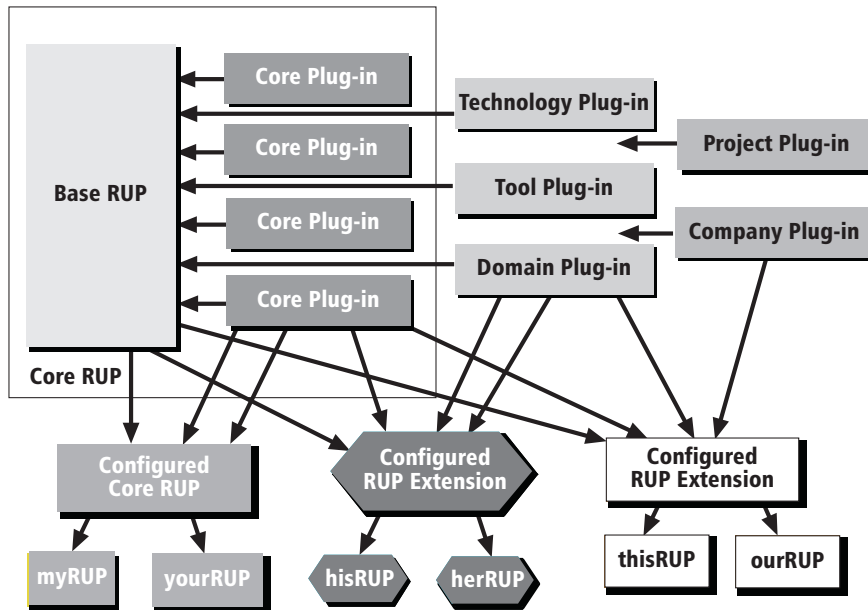 Core Plug-in
Technology Plug-in
Core Plug-in
Project Plug-in
Base RUP
Tool Plug-in
Core Plug-in
Company Plug-in
Domain Plug-in
Core Plug-in
Core RUP
Configured
Core RUP
Configured
RUP Extension
Configured
RUP Extension
myRUP
yourRUP
hisRUP
herRUP
thisRUP
ourRUP